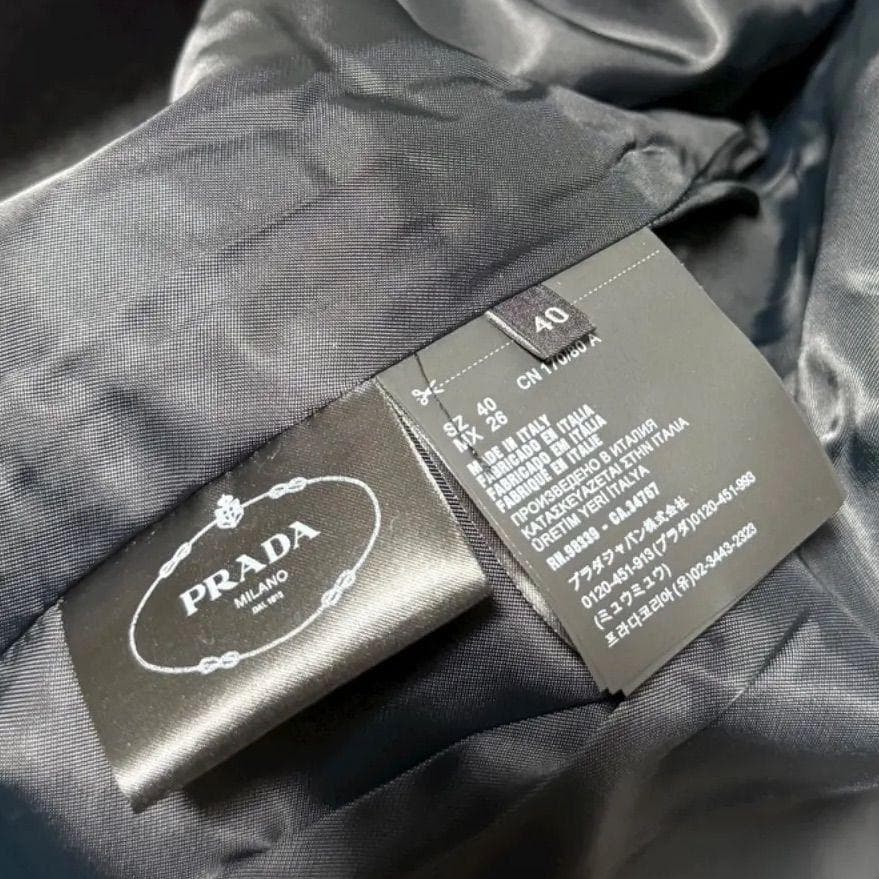 PRADA
MILANO
DAL 1913
40
SZ 40 CN 170/80 A
MX 26
MADE IN ITALY
FABRICADO EN ITALIA
FABRICADO EM ITALIA
FABRIQUE EN ITALIE
ПРОИЗВЕДЕНО В ИТАЛИЯ
ΚΑΤΑΣΚΕΥΑΖΕΤΑΙ ΣΤΗΝ ΙΤΑΛΙΑ
ÜRETIM YERI İTALYA
RN.98339 - CA.34767
プラダジャパン株式会社
0120-451-913 (プラダ) 0120-451-993
(ミュウミュウ)
프라다코리아 (유) 02-3443-2323